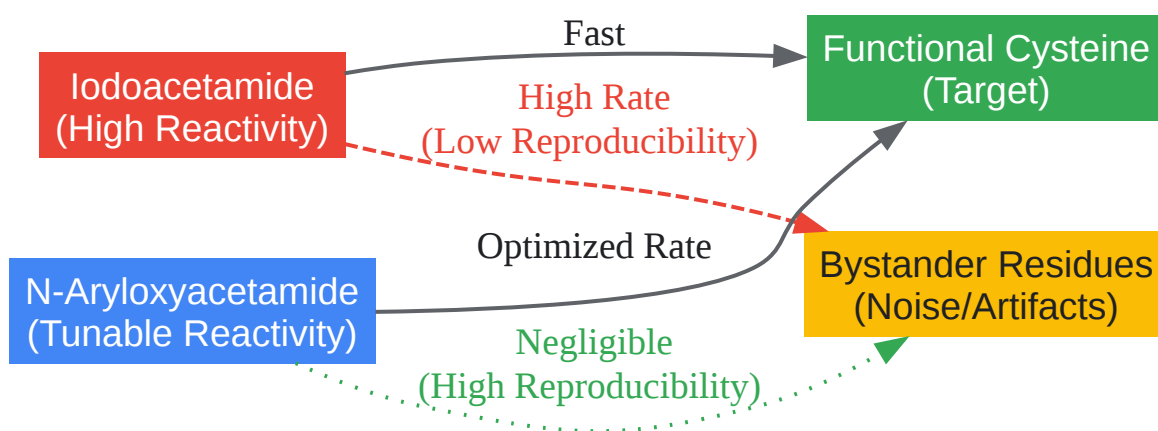 Iodoacetamide
(High Reactivity)
Fast
Functional Cysteine
(Target)
High Rate
(Low Reproducibility)
N-Aryloxyacetamide
(Tunable Reactivity)
Optimized Rate
Bystander Residues
(Noise/Artifacts)
Negligible
(High Reproducibility)